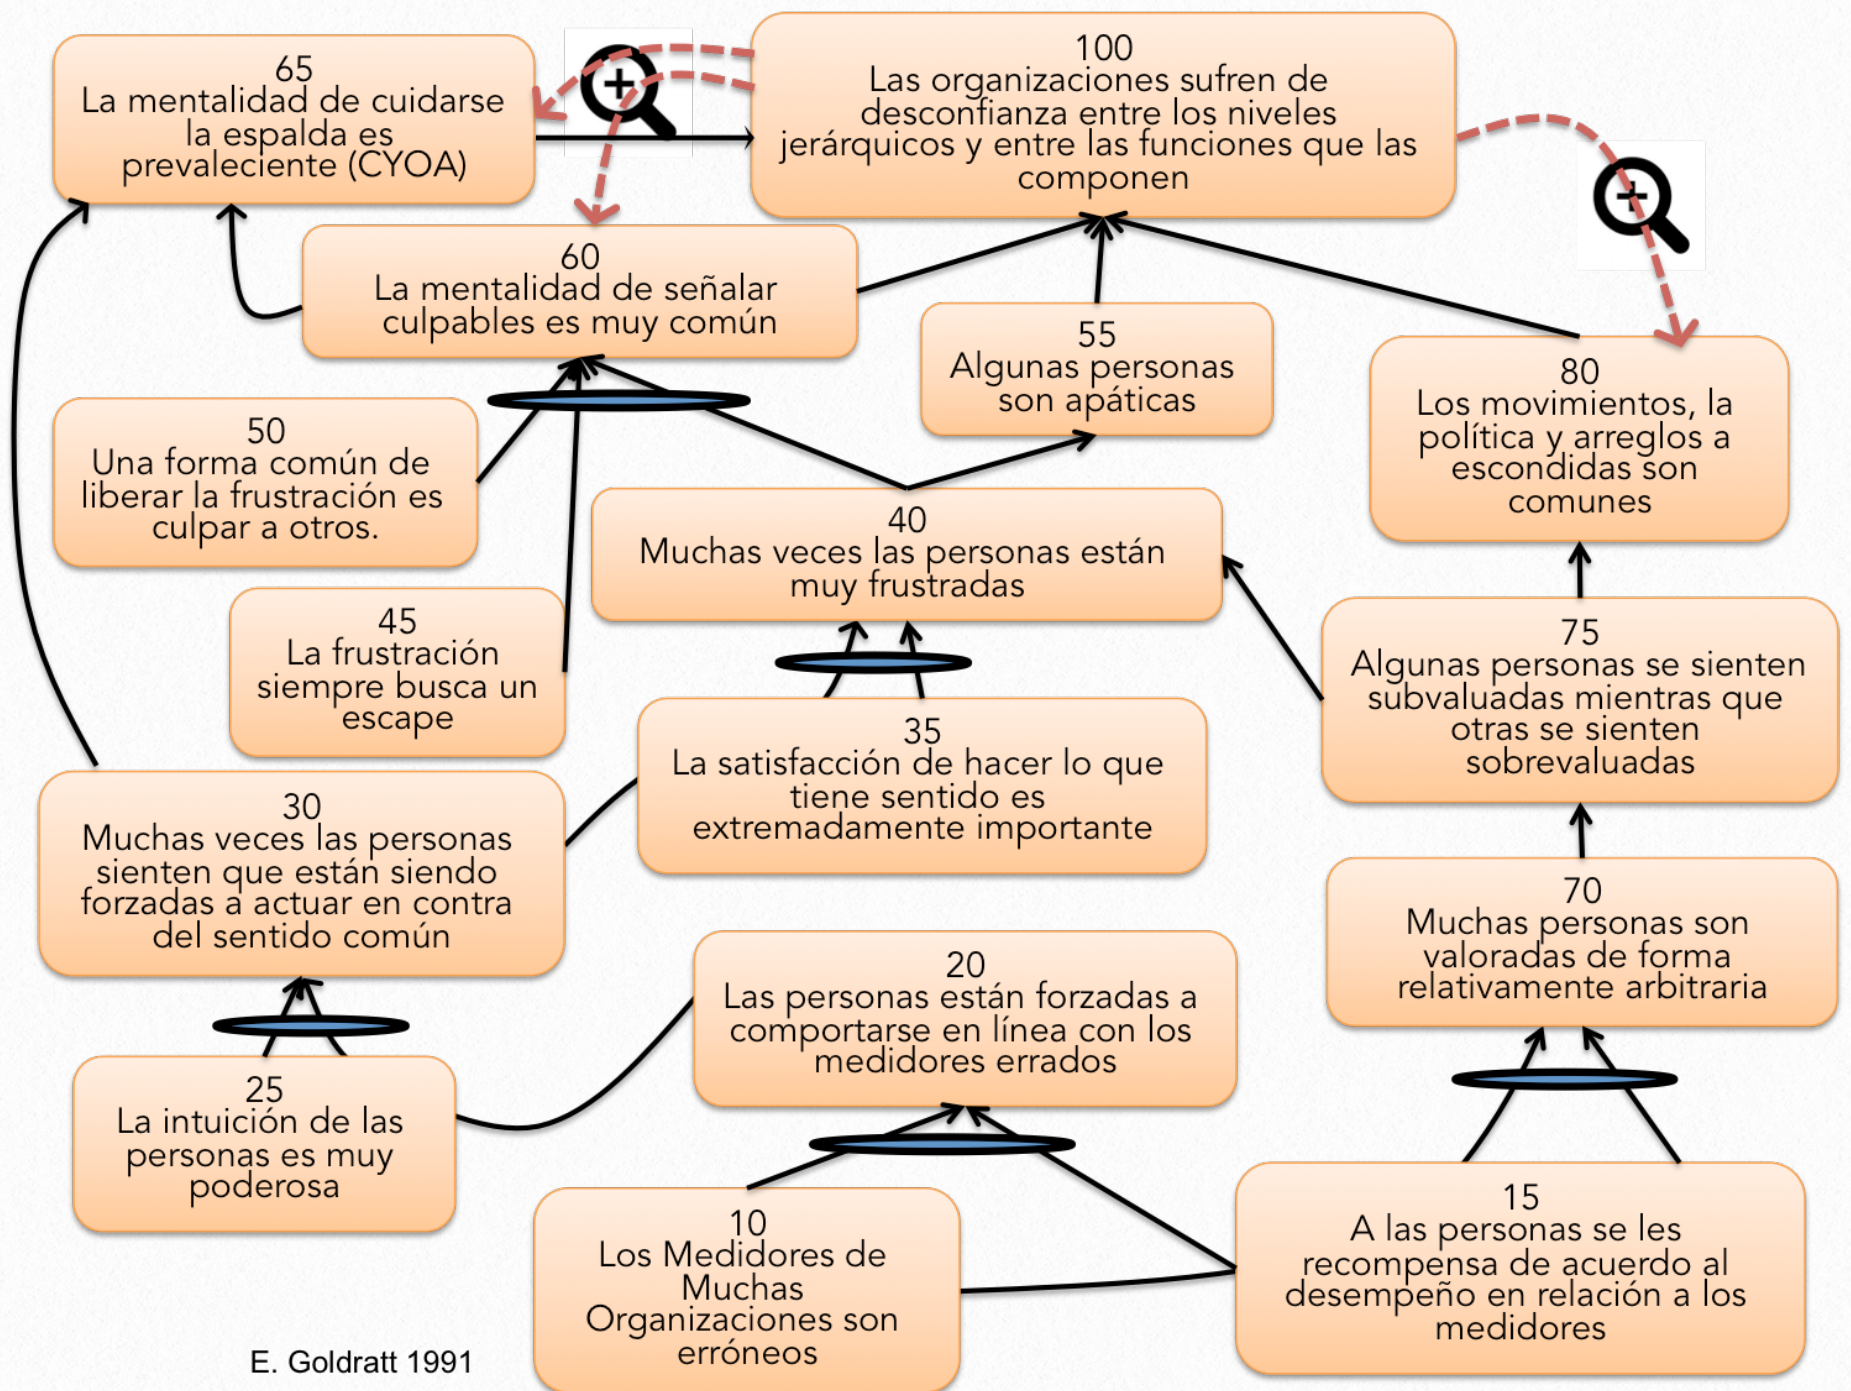 65
La mentalidad de cuidarse
la espalda es
prevaleciente (CYOA)
100
Las organizaciones sufren de
desconfianza entre los niveles
jerárquicos y entre las funciones que las
componen
60
La mentalidad de señalar
culpables es muy común
55
Algunas personas
son apáticas
80
Los movimientos, la
política y arreglos a
escondidas son
comunes
50
Una forma común de
liberar la frustración es
culpar a otros.
40
Muchas veces las personas están
muy frustradas
45
La frustración
siempre busca un
escape
75
Algunas personas se sienten
subvaluadas mientras que
otras se sienten
sobrevaluadas
35
La satisfacción de hacer lo que
tiene sentido es
extremadamente importante
30
Muchas veces las personas
sienten que están siendo
forzadas a actuar en contra
del sentido común
70
Muchas personas son
valoradas de forma
relativamente arbitraria
20
Las personas están forzadas a
comportarse en línea con los
medidores errados
25
La intuición de las
personas es muy
poderosa
10
Los Medidores de
Muchas
Organizaciones son
erróneos
15
A las personas se les
recompensa de acuerdo al
desempeño en relación a los
medidores
E. Goldratt 1991